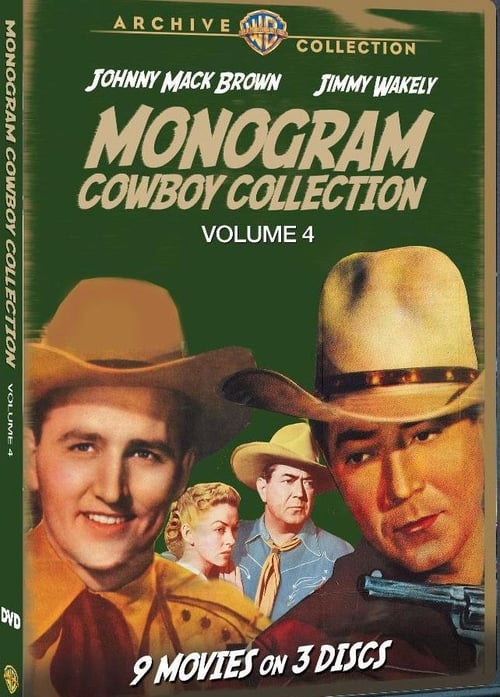 ARCHIVE COLLECTION
JOHNNY MACK BROWN JIMMY WAKELY
MONOGRAM
COWBOY COLLECTION
VOLUME 4
9 MOVIES ON 3 DISCS
MONOGRAM COWBOY COLLECTION VOLUME 4
DVD